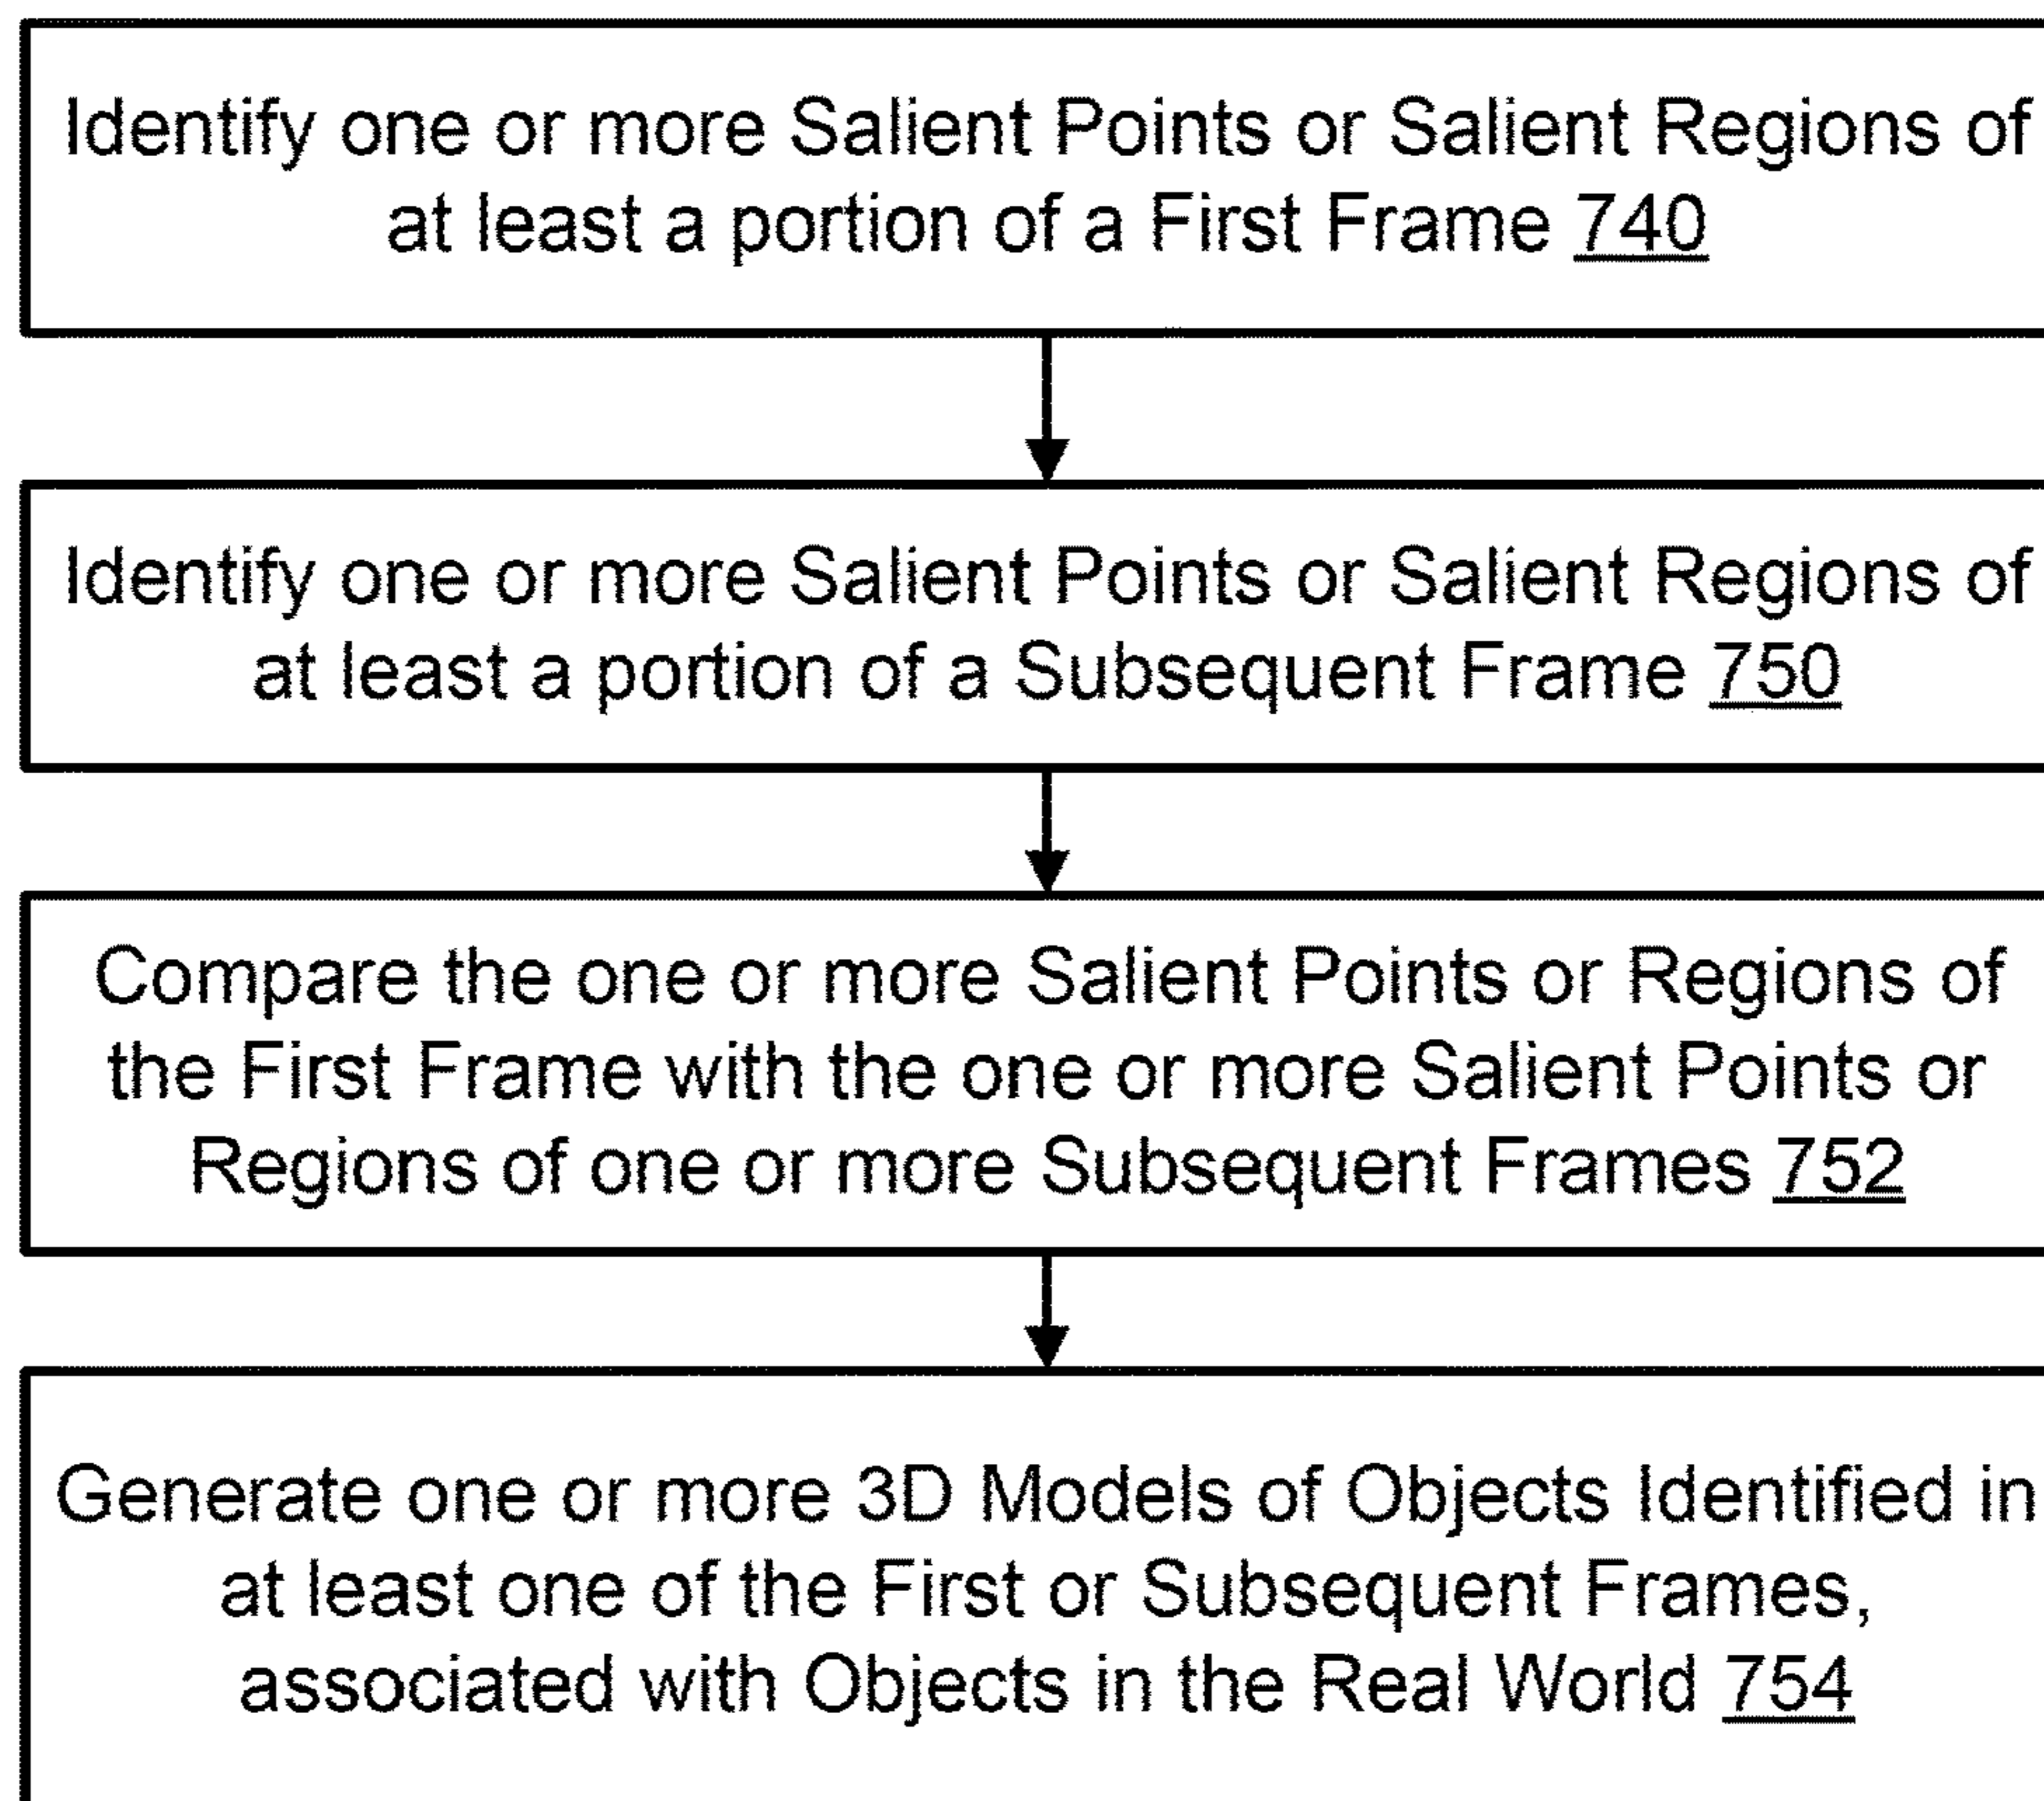 Identify one or more Salient Points or Salient Regions of
at least a portion of a First Frame 740
Identify one or more Salient Points or Salient Regions of
at least a portion of a Subsequent Frame 750
Compare the one or more Salient Points or Regions of
the First Frame with the one or more Salient Points or
Regions of one or more Subsequent Frames 752
Generate one or more 3D Models of Objects Identified in
at least one of the First or Subsequent Frames,
associated with Objects in the Real World 754